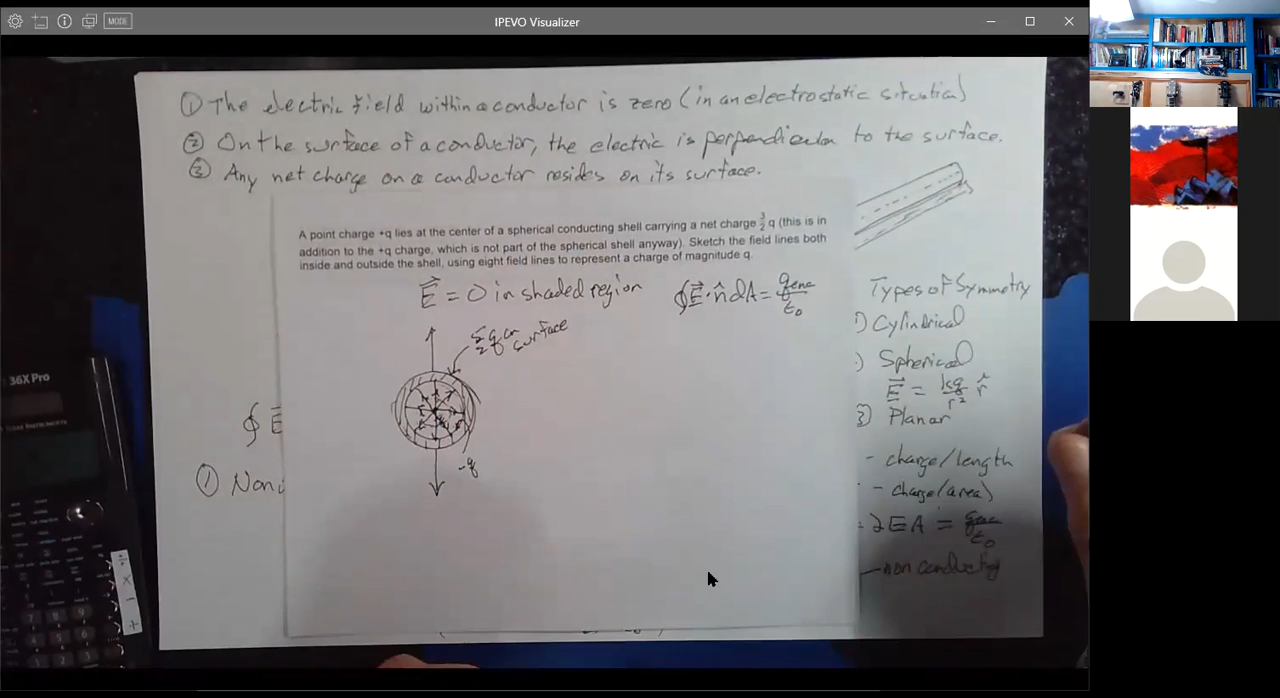 IPEVO Visualizer
MODE
① The electric field within a conductor is zero (in an electrostatic situation)
② On the surface of a conductor, the electric is perpendicular to the surface.
③ Any net charge on a conductor resides on its surface.
A point charge +q lies at the center of a spherical conducting shell carrying a net charge 3/2 q (this is in
addition to the +q charge, which is not part of the spherical shell anyway). Sketch the field lines both
inside and outside the shell, using eight field lines to represent a charge of magnitude q.
E⃗ = 0 in shaded region
∮E⃗·n̂dA = qenc/ε0
5/2 q on
surface
-q
∮ E
① Non
Types of Symmetry
1) Cylindrical
) Spherical
E⃗ = kq/r² r̂
3) Planar
- charge/length
- charge/area)
= 2EA = qenc/ε0
- non conducting
36X Pro